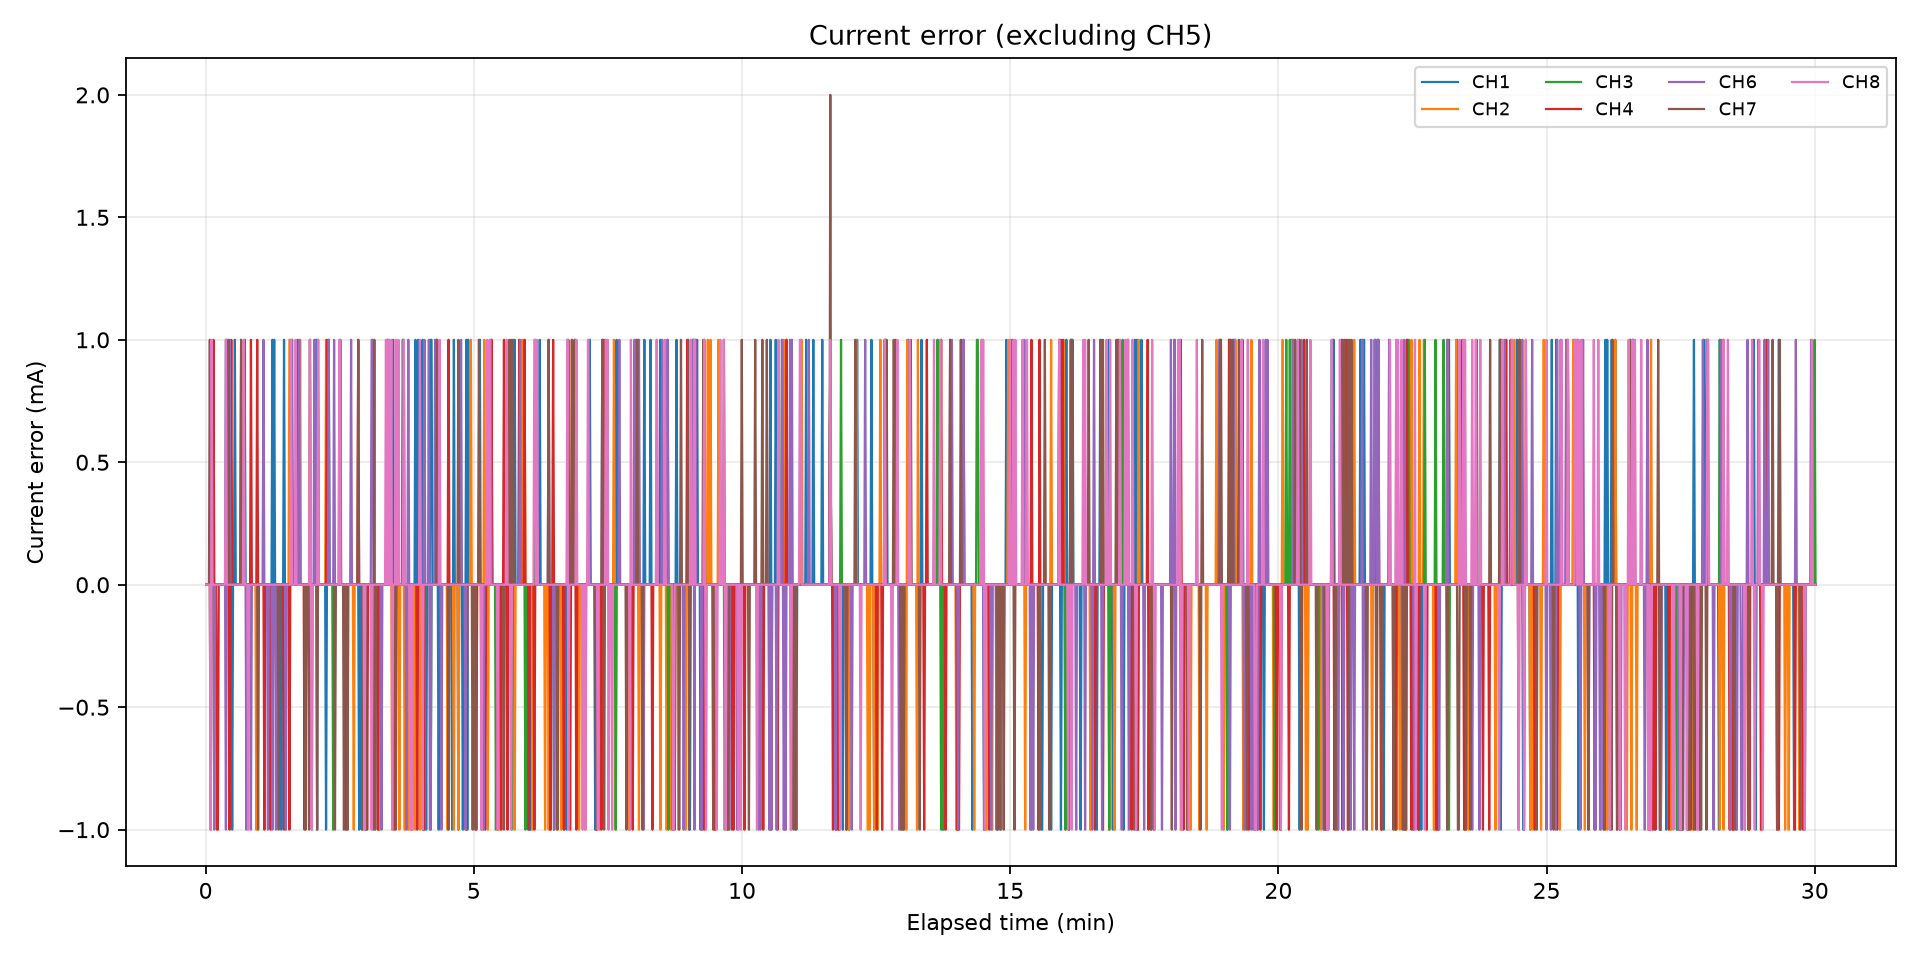 Current error (excluding CH5)
CH1 CH3 CH6 CH8
CH2 CH4 CH7
Current error (mA)
2.0
1.5
1.0
0.5
0.0
−0.5
−1.0
0 5 10 15 20 25 30
Elapsed time (min)